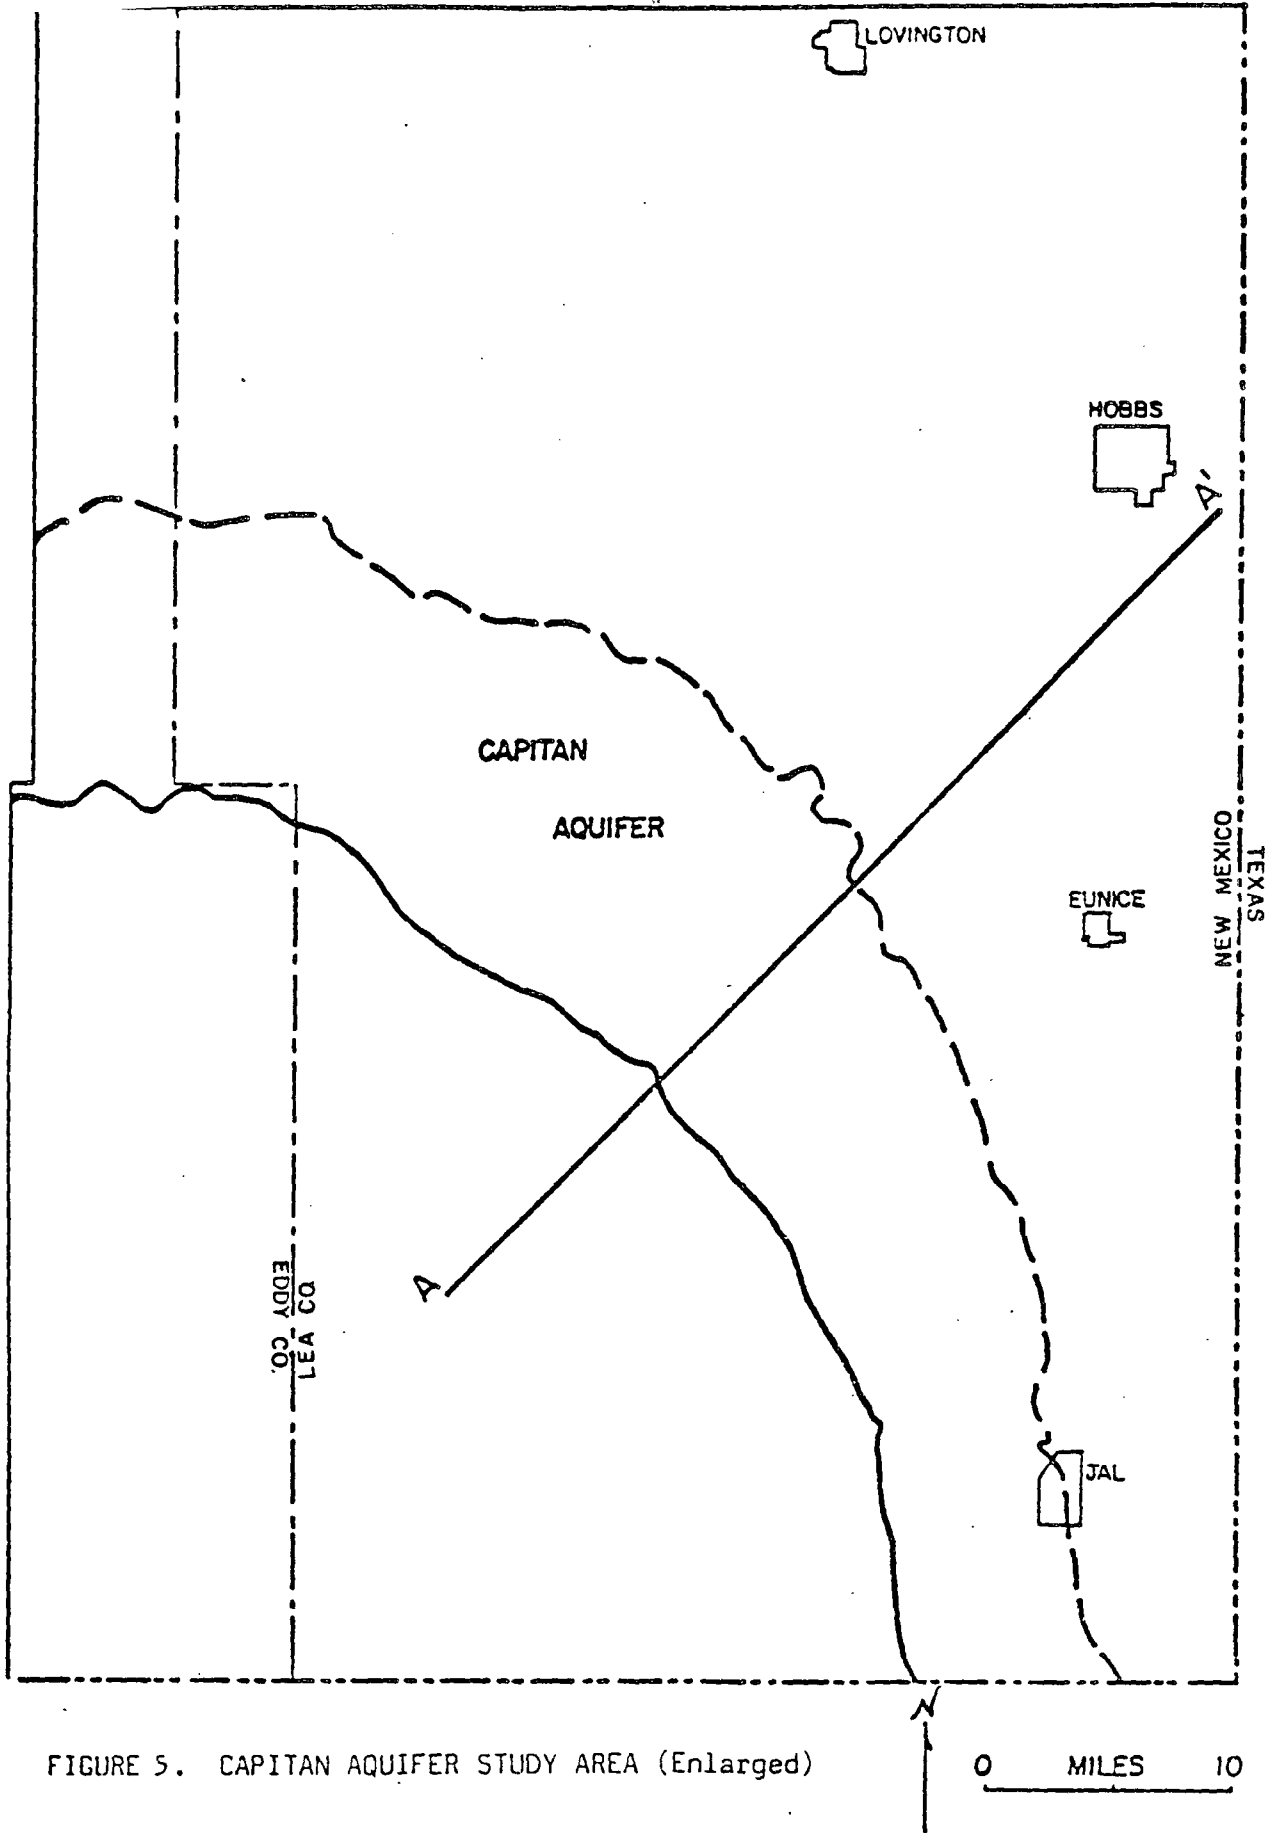 LOVINGTON
HOBBS
A'
CAPITAN
AQUIFER
NEW MEXICO
TEXAS
EUNICE
A
LEA CO
EDDY CO.
JAL
N
FIGURE 5. CAPITAN AQUIFER STUDY AREA (Enlarged)
0 MILES 10